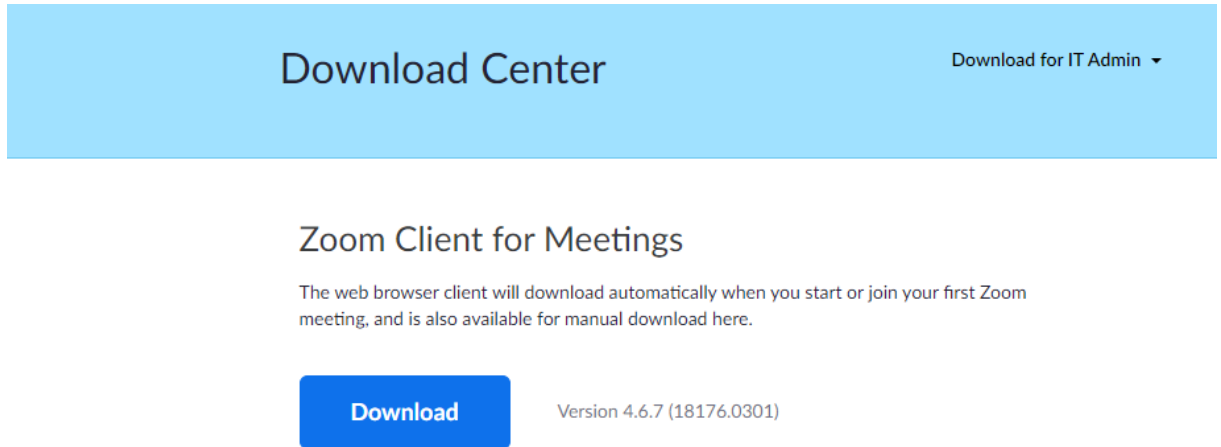 Download Center
Download for IT Admin
Zoom Client for Meetings
The web browser client will download automatically when you start or join your first Zoom
meeting, and is also available for manual download here.
Download
Version 4.6.7 (18176.0301)